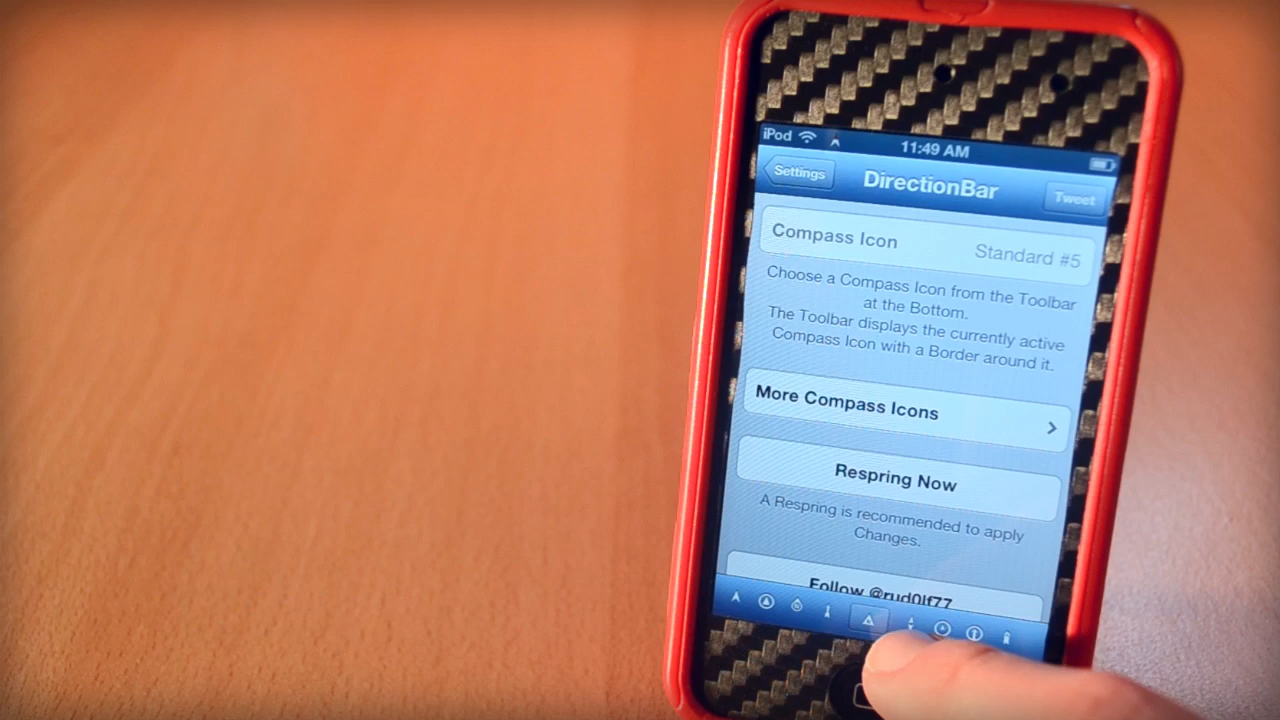 iPod 11:49 AM
Settings DirectionBar Tweet
Compass Icon Standard #5
Choose a Compass Icon from the Toolbar
at the Bottom.
The Toolbar displays the currently active
Compass Icon with a Border around it.
More Compass Icons
Respring Now
A Respring is recommended to apply
Changes.
Follow @rud0lf77